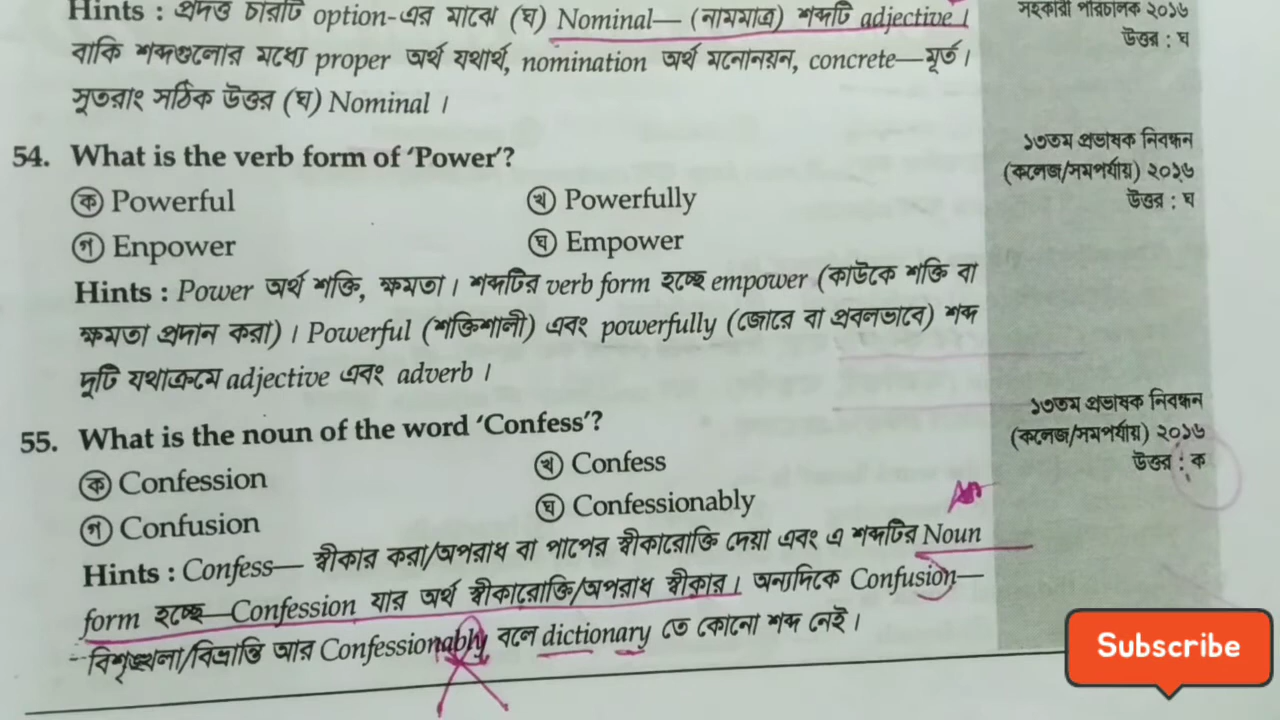 Hints : প্রদত্ত চারটি option-এর মাঝে (ঘ) Nominal— (নামমাত্র) শব্দটি adjective।
বাকি শব্দগুলোর মধ্যে proper অর্থ যথার্থ, nomination অর্থ মনোনয়ন, concrete—মূর্ত।
সুতরাং সঠিক উত্তর (ঘ) Nominal ।
সহকারী পরিচালক ২০১৬
উত্তর : ঘ
54. What is the verb form of ‘Power’?
ক Powerful
খ Powerfully
গ Enpower
ঘ Empower
Hints : Power অর্থ শক্তি, ক্ষমতা। শব্দটির verb form হচ্ছে empower (কাউকে শক্তি বা
ক্ষমতা প্রদান করা)। Powerful (শক্তিশালী) এবং powerfully (জোরে বা প্রবলভাবে) শব্দ
দুটি যথাক্রমে adjective এবং adverb ।
১৩তম প্রভাষক নিবন্ধন
(কলেজ/সমপর্যায়) ২০১৬
উত্তর : ঘ
55. What is the noun of the word ‘Confess’?
ক Confession
খ Confess
গ Confusion
ঘ Confessionably
Hints : Confess— স্বীকার করা/অপরাধ বা পাপের স্বীকারোক্তি দেয়া এবং এ শব্দটির Noun
form হচ্ছে—Confession যার অর্থ স্বীকারোক্তি/অপরাধ স্বীকার। অন্যদিকে Confusion—
বিশৃঙ্খলা/বিভ্রান্তি আর Confessionably বলে dictionary তে কোনো শব্দ নেই।
১৩তম প্রভাষক নিবন্ধন
(কলেজ/সমপর্যায়) ২০১৬
উত্তর : ক
Subscribe